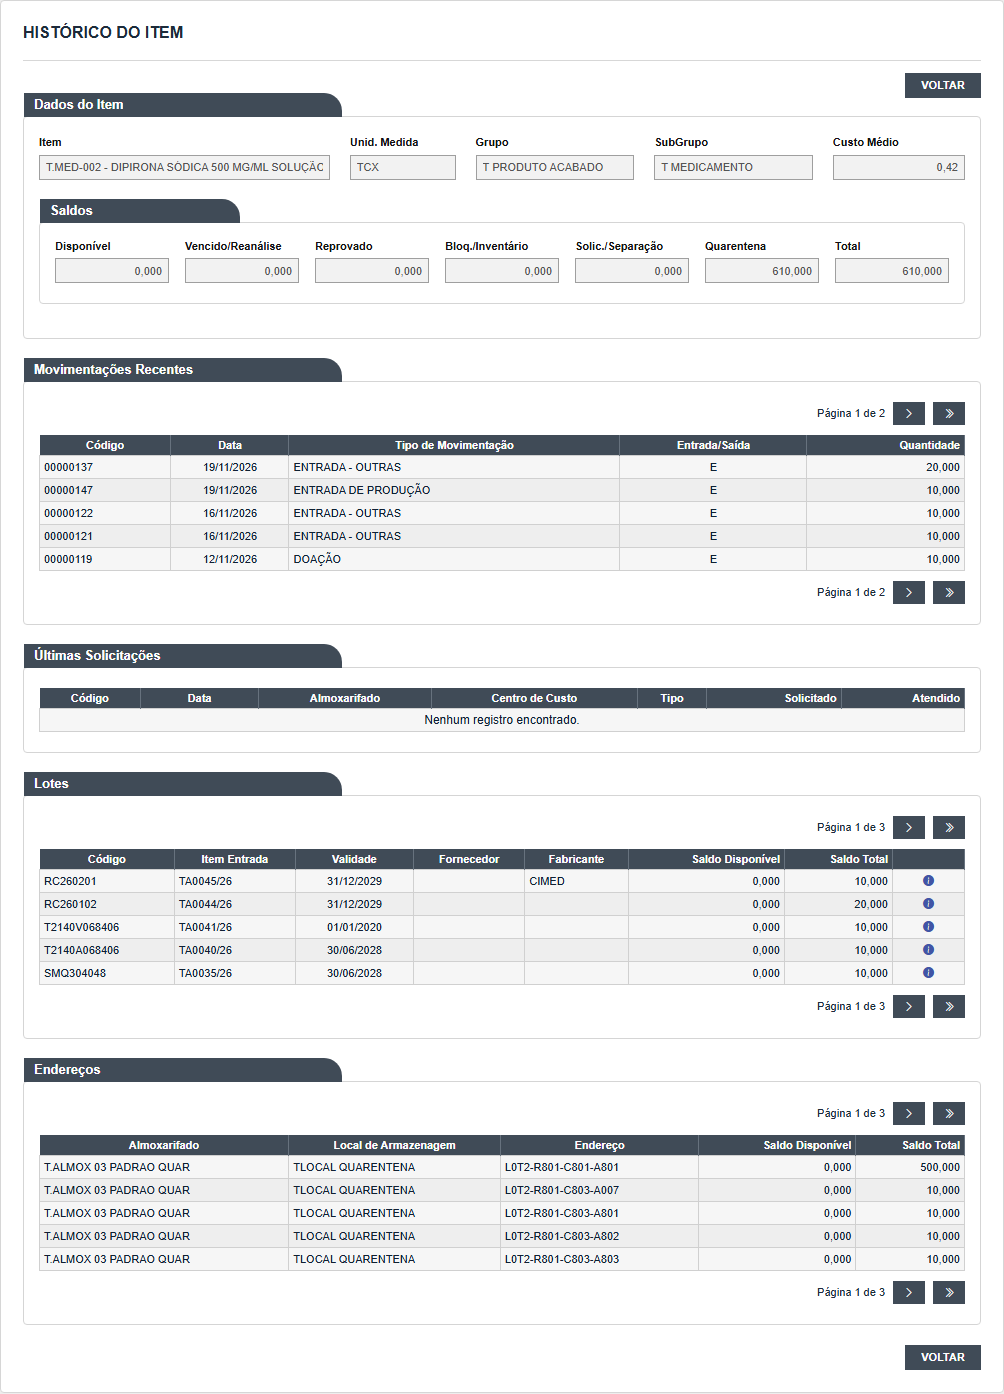 HISTÓRICO DO ITEM
VOLTAR
Dados do Item
Item Unid. Medida Grupo SubGrupo Custo Médio
T.MED-002 - DIPIRONA SÓDICA 500 MG/ML SOLUÇÃO TCX T PRODUTO ACABADO T MEDICAMENTO 0,42
Saldos
Disponível Vencido/Reanálise Reprovado Bloq./Inventário Solic./Separação Quarentena Total
0,000 0,000 0,000 0,000 0,000 610,000 610,000
Movimentações Recentes
Página 1 de 2
Código Data Tipo de Movimentação Entrada/Saída Quantidade
00000137 19/11/2026 ENTRADA - OUTRAS E 20,000
00000147 19/11/2026 ENTRADA DE PRODUÇÃO E 10,000
00000122 16/11/2026 ENTRADA - OUTRAS E 10,000
00000121 16/11/2026 ENTRADA - OUTRAS E 10,000
00000119 12/11/2026 DOAÇÃO E 10,000
Página 1 de 2
Últimas Solicitações
Código Data Almoxarifado Centro de Custo Tipo Solicitado Atendido
Nenhum registro encontrado.
Lotes
Página 1 de 3
Código Item Entrada Validade Fornecedor Fabricante Saldo Disponível Saldo Total
RC260201 TA0045/26 31/12/2029 CIMED 0,000 10,000
RC260102 TA0044/26 31/12/2029 0,000 20,000
T2140V068406 TA0041/26 01/01/2020 0,000 10,000
T2140A068406 TA0040/26 30/06/2028 0,000 10,000
SMQ304048 TA0035/26 30/06/2028 0,000 10,000
Página 1 de 3
Endereços
Página 1 de 3
Almoxarifado Local de Armazenagem Endereço Saldo Disponível Saldo Total
T.ALMOX 03 PADRAO QUAR TLOCAL QUARENTENA L0T2-R801-C801-A801 0,000 500,000
T.ALMOX 03 PADRAO QUAR TLOCAL QUARENTENA L0T2-R801-C803-A007 0,000 10,000
T.ALMOX 03 PADRAO QUAR TLOCAL QUARENTENA L0T2-R801-C803-A801 0,000 10,000
T.ALMOX 03 PADRAO QUAR TLOCAL QUARENTENA L0T2-R801-C803-A802 0,000 10,000
T.ALMOX 03 PADRAO QUAR TLOCAL QUARENTENA L0T2-R801-C803-A803 0,000 10,000
Página 1 de 3
VOLTAR